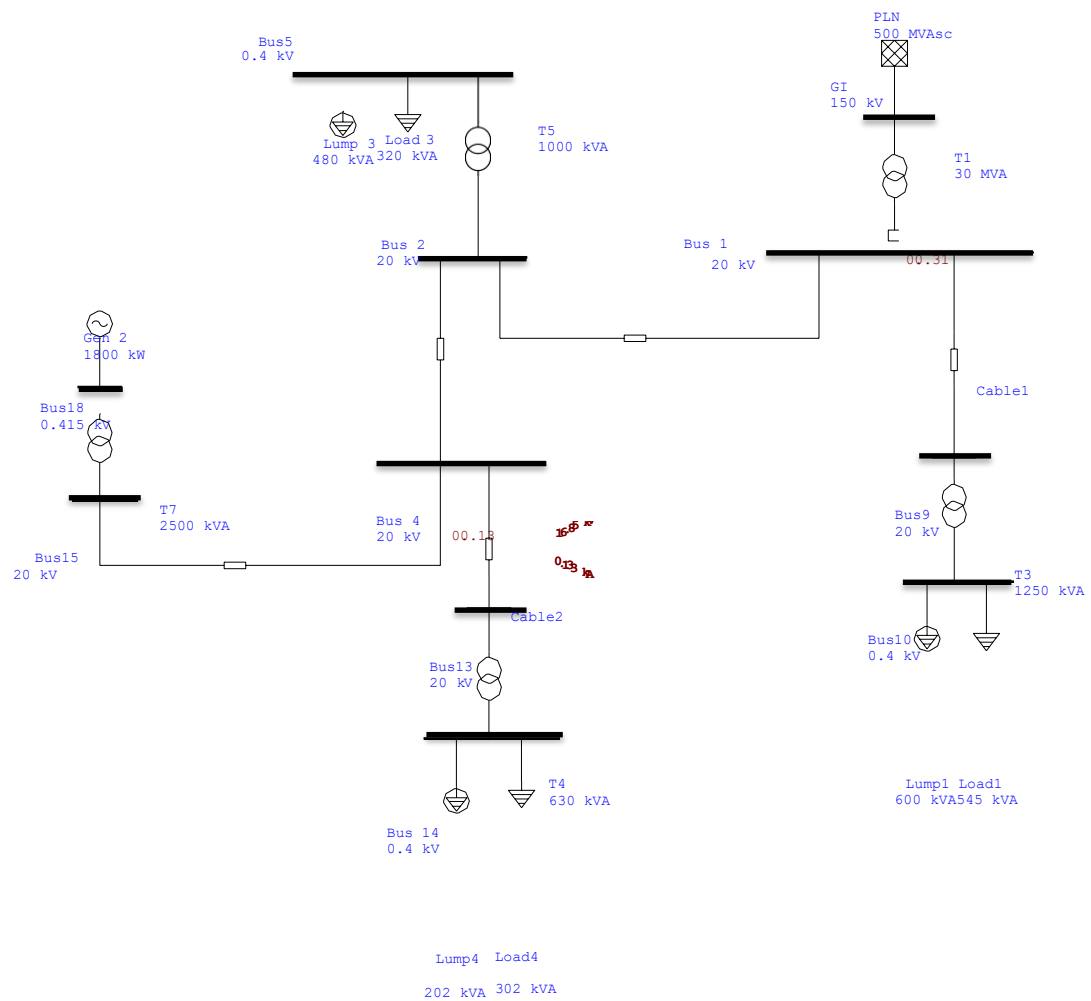 PLN
500 MVAsc
Bus5
0.4 kV
GI
150 kV
T5
1000 kVA
Lump 3
480 kVA
Load 3
320 kVA
T1
30 MVA
Bus 2
20 kV
Bus 1
20 kV
00.31
Gen 2
1800 kW
Cable1
Bus18
0.415 kV
T7
2500 kVA
Bus 4
20 kV
00.13
Bus9
20 kV
Bus15
20 kV
T3
1250 kVA
Cable2
Bus10
0.4 kV
Bus13
20 kV
T4
630 kVA
Lump1 Load1
600 kVA545 kVA
Bus 14
0.4 kV
Lump4 Load4
202 kVA 302 kVA